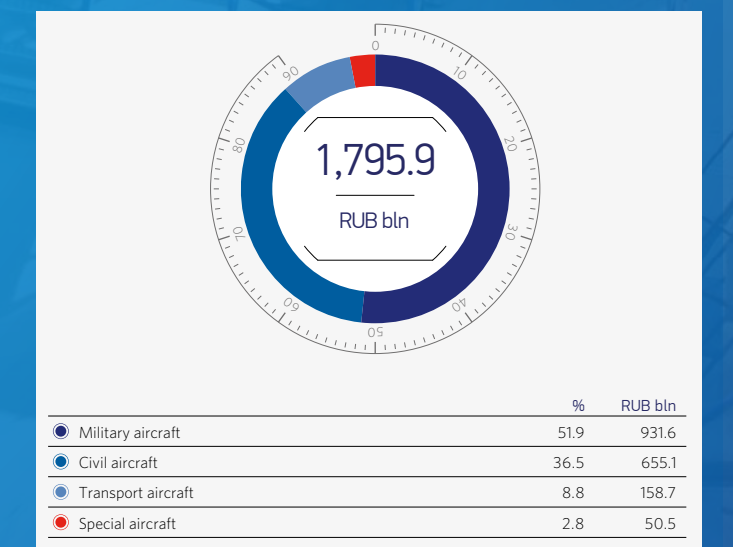 0
10
20
30
40
50
60
70
80
90
1,795.9
RUB bln
% RUB bln
Military aircraft 51.9 931.6
Civil aircraft 36.5 655.1
Transport aircraft 8.8 158.7
Special aircraft 2.8 50.5